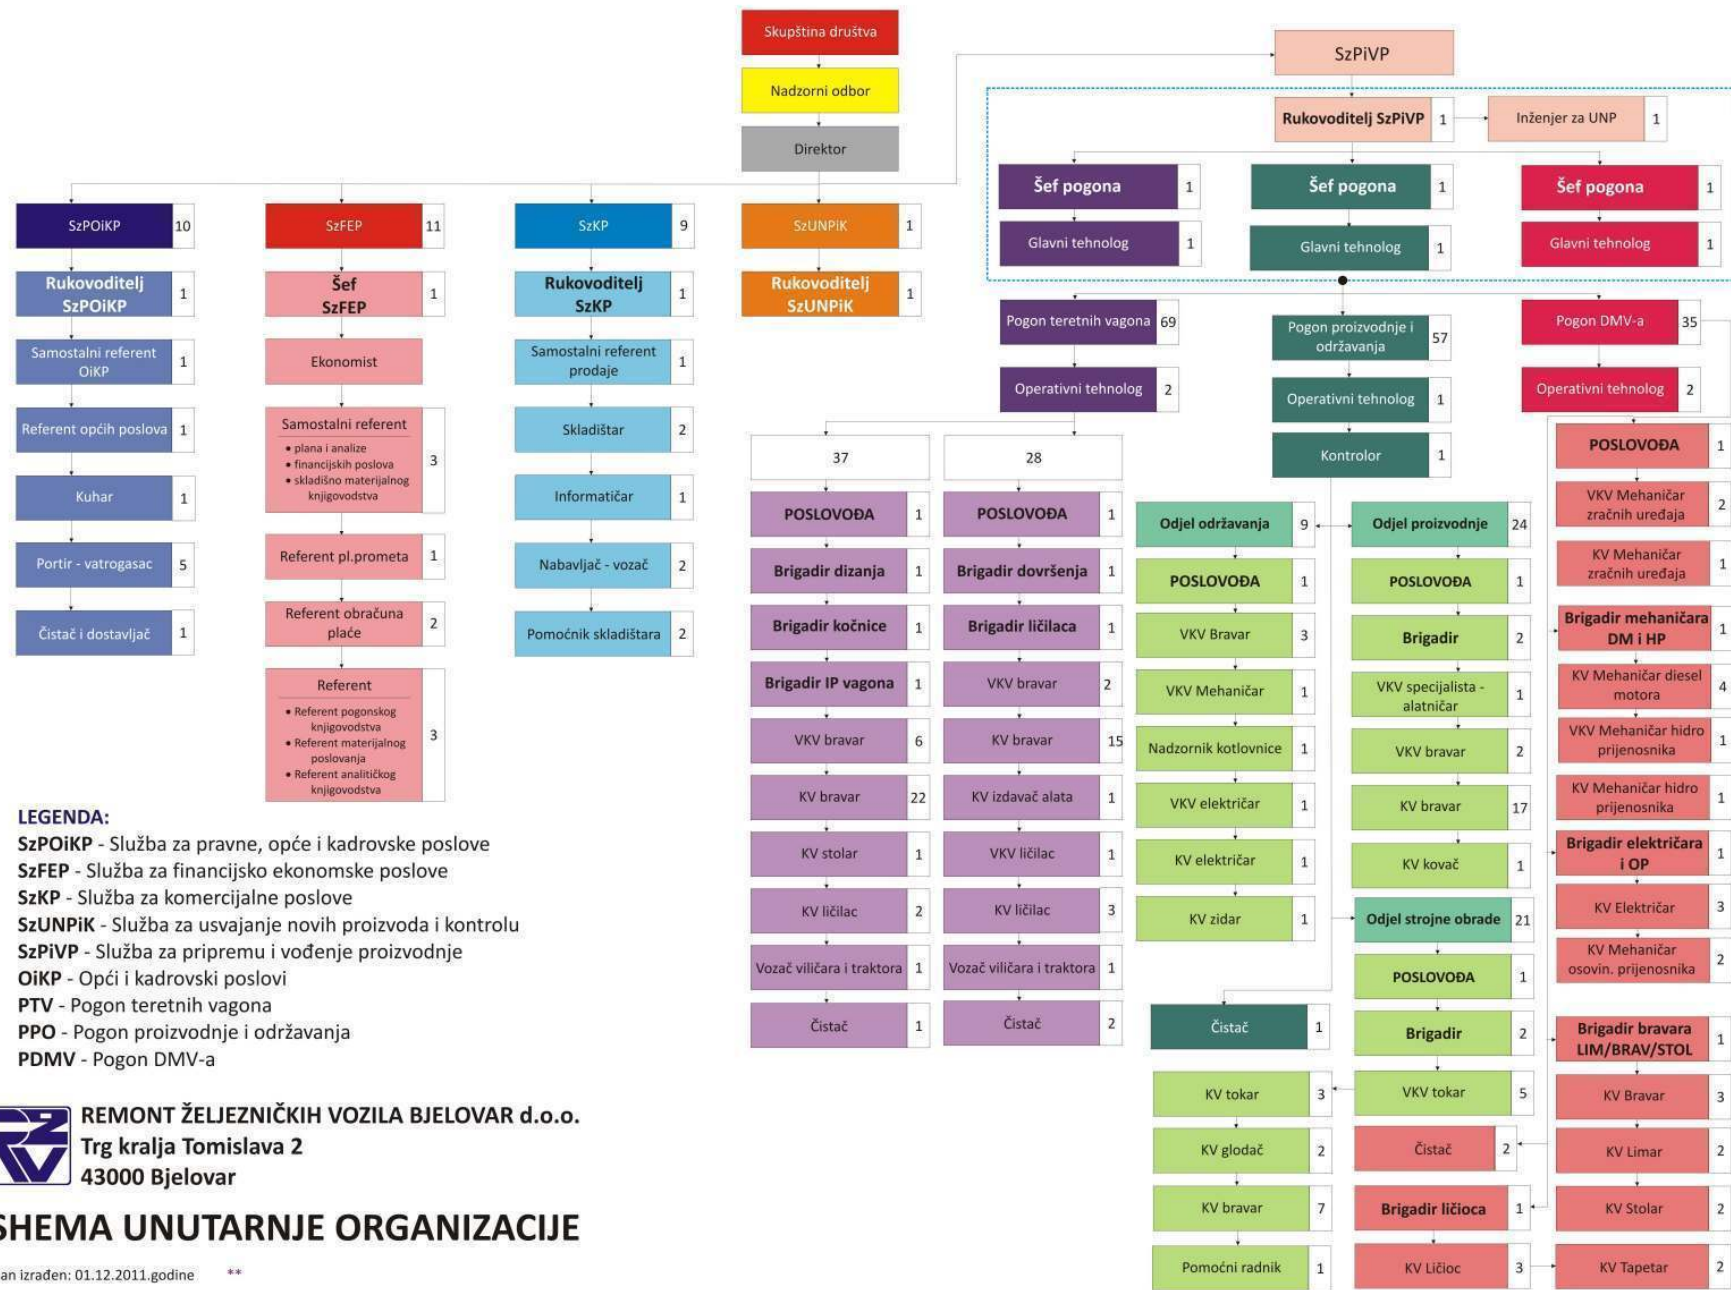 Skupština društva
Nadzorni odbor
Direktor
SzPOiKP 10
Rukovoditelj
SzPOiKP 1
Samostalni referent
OiKP 1
Referent općih poslova 1
Kuhar 1
Portir - vatrogasac 5
Čistač i dostavljač 1
SzFEP 11
Šef
SzFEP 1
Ekonomist
Samostalni referent
• plana i analize
• financijskih poslova
• skladišno materijalnog
knjigovodstva
3
Referent pl.prometa 1
Referent obračuna
plaće 2
Referent
• Referent pogonskog
knjigovodstva
• Referent materijalnog
poslovanja
• Referent analitičkog
knjigovodstva
3
SzKP 9
Rukovoditelj
SzKP 1
Samostalni referent
prodaje 1
Skladištar 2
Informatičar 1
Nabavljač - vozač 2
Pomoćnik skladištara 2
SzUNPiK 1
Rukovoditelj
SzUNPiK 1
SzPiVP
Rukovoditelj SzPiVP 1
Inženjer za UNP 1
Šef pogona 1
Glavni tehnolog 1
Šef pogona 1
Glavni tehnolog 1
Šef pogona 1
Glavni tehnolog 1
Pogon teretnih vagona 69
Operativni tehnolog 2
37
POSLOVOĐA 1
Brigadir dizanja 1
Brigadir kočnice 1
Brigadir IP vagona 1
VKV bravar 6
KV bravar 22
KV stolar 1
KV ličilac 2
Vozač viličara i traktora 1
Čistač 1
28
POSLOVOĐA 1
Brigadir dovršenja 1
Brigadir ličilaca 1
VKV bravar 2
KV bravar 15
KV izdavač alata 1
VKV ličilac 1
KV ličilac 3
Vozač viličara i traktora 1
Čistač 2
Pogon proizvodnje i
održavanja 57
Operativni tehnolog 1
Kontrolor 1
Odjel održavanja 9
POSLOVOĐA 1
VKV Bravar 3
VKV Mehaničar 1
Nadzornik kotlovnice 1
VKV električar 1
KV električar 1
KV zidar 1
Odjel proizvodnje 24
POSLOVOĐA 1
Brigadir 2
VKV specijalista -
alatničar 1
VKV bravar 2
KV bravar 17
KV kovač 1
Odjel strojne obrade 21
POSLOVOĐA 1
Brigadir 2
VKV tokar 5
Čistač 1
KV tokar 3
KV glodač 2
KV bravar 7
Pomoćni radnik 1
Pogon DMV-a 35
Operativni tehnolog 2
POSLOVOĐA 1
VKV Mehaničar
zračnih uređaja 2
KV Mehaničar
zračnih uređaja 1
Brigadir mehaničara
DM i HP 1
KV Mehaničar diesel
motora 4
VKV Mehaničar hidro
prijenosnika 1
KV Mehaničar hidro
prijenosnika 1
Brigadir električara
i OP 1
KV Električar 3
KV Mehaničar
osovin. prijenosnika 2
Brigadir bravara
LIM/BRAV/STOL 1
KV Bravar 3
KV Limar 2
KV Stolar 2
KV Tapetar 2
Čistač 2
Brigadir ličioca 1
KV Ličioc 3
LEGENDA:
SzPOiKP - Služba za pravne, opće i kadrovske poslove
SzFEP - Služba za financijsko ekonomske poslove
SzKP - Služba za komercijalne poslove
SzUNPiK - Služba za usvajanje novih proizvoda i kontrolu
SzPiVP - Služba za pripremu i vođenje proizvodnje
OiKP - Opći i kadrovski poslovi
PTV - Pogon teretnih vagona
PPO - Pogon proizvodnje i održavanja
PDMV - Pogon DMV-a
REMONT ŽELJEZNIČKIH VOZILA BJELOVAR d.o.o.
Trg kralja Tomislava 2
43000 Bjelovar
SHEMA UNUTARNJE ORGANIZACIJE
an izrađen: 01.12.2011.godine **